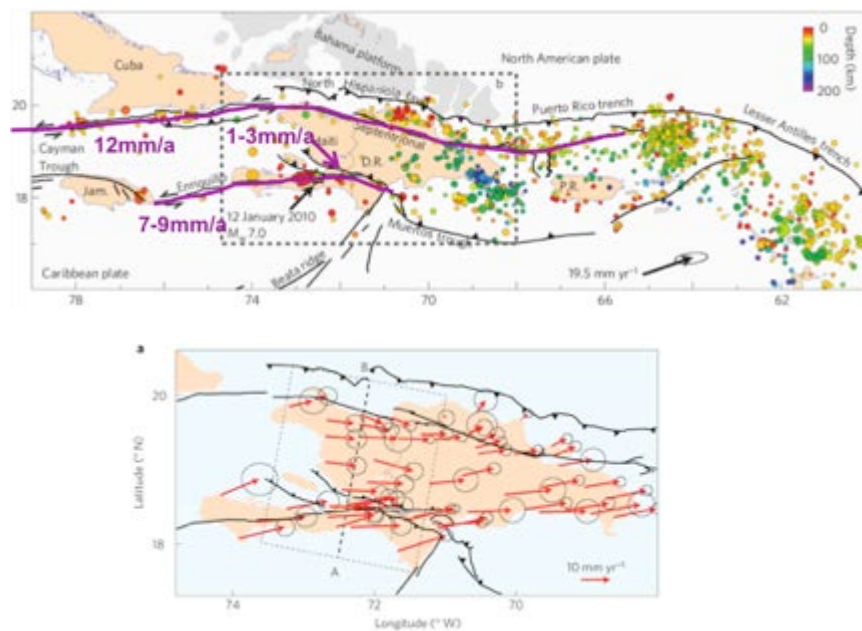 Cuba
Bahama platform
North American plate
Depth (km)
0
100
200
b
20
North Hispaniola fault
Puerto Rico trench
Lesser Antilles trench
12mm/a
1-3mm/a
Septentrional
Cayman
Trough
Haiti
D.R.
Enriquillo
Jam.
P.R.
18
7-9mm/a
12 January 2010
Mw 7.0
Muertos trough
19.5 mm yr⁻¹
Caribbean plate
Beata ridge
78 76 74 72 70 68 66 64 62
a
B
20
Latitude (° N)
18
A
10 mm yr⁻¹
74 72 70
Longitude (° W)